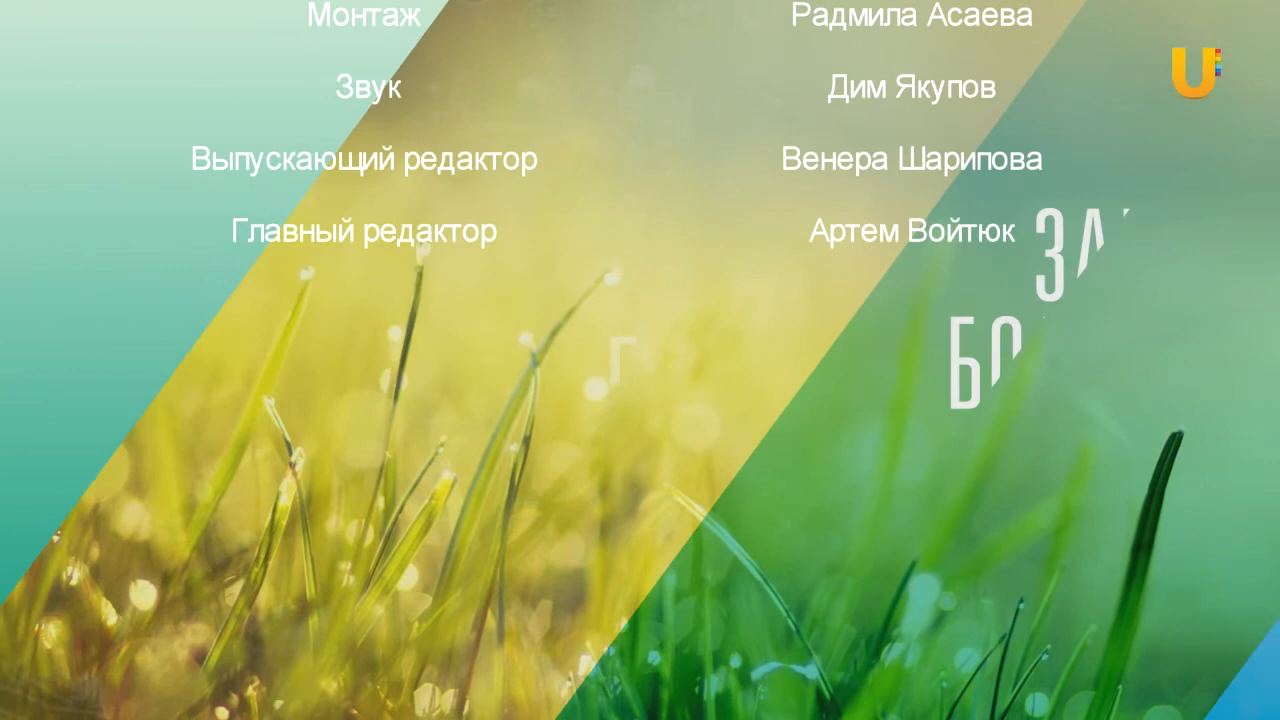 Монтаж Радмила Асаева
Звук Дим Якупов
Выпускающий редактор Венера Шарипова
Главный редактор Артем Войтюк